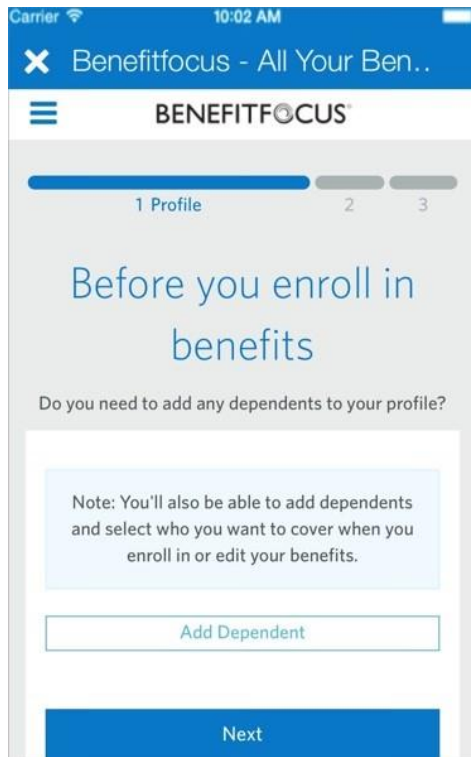 Carrier 10:02 AM
Benefitfocus - All Your Ben..
BENEFITFOCUS
1 Profile 2 3
Before you enroll in
benefits
Do you need to add any dependents to your profile?
Note: You'll also be able to add dependents
and select who you want to cover when you
enroll in or edit your benefits.
Add Dependent
Next